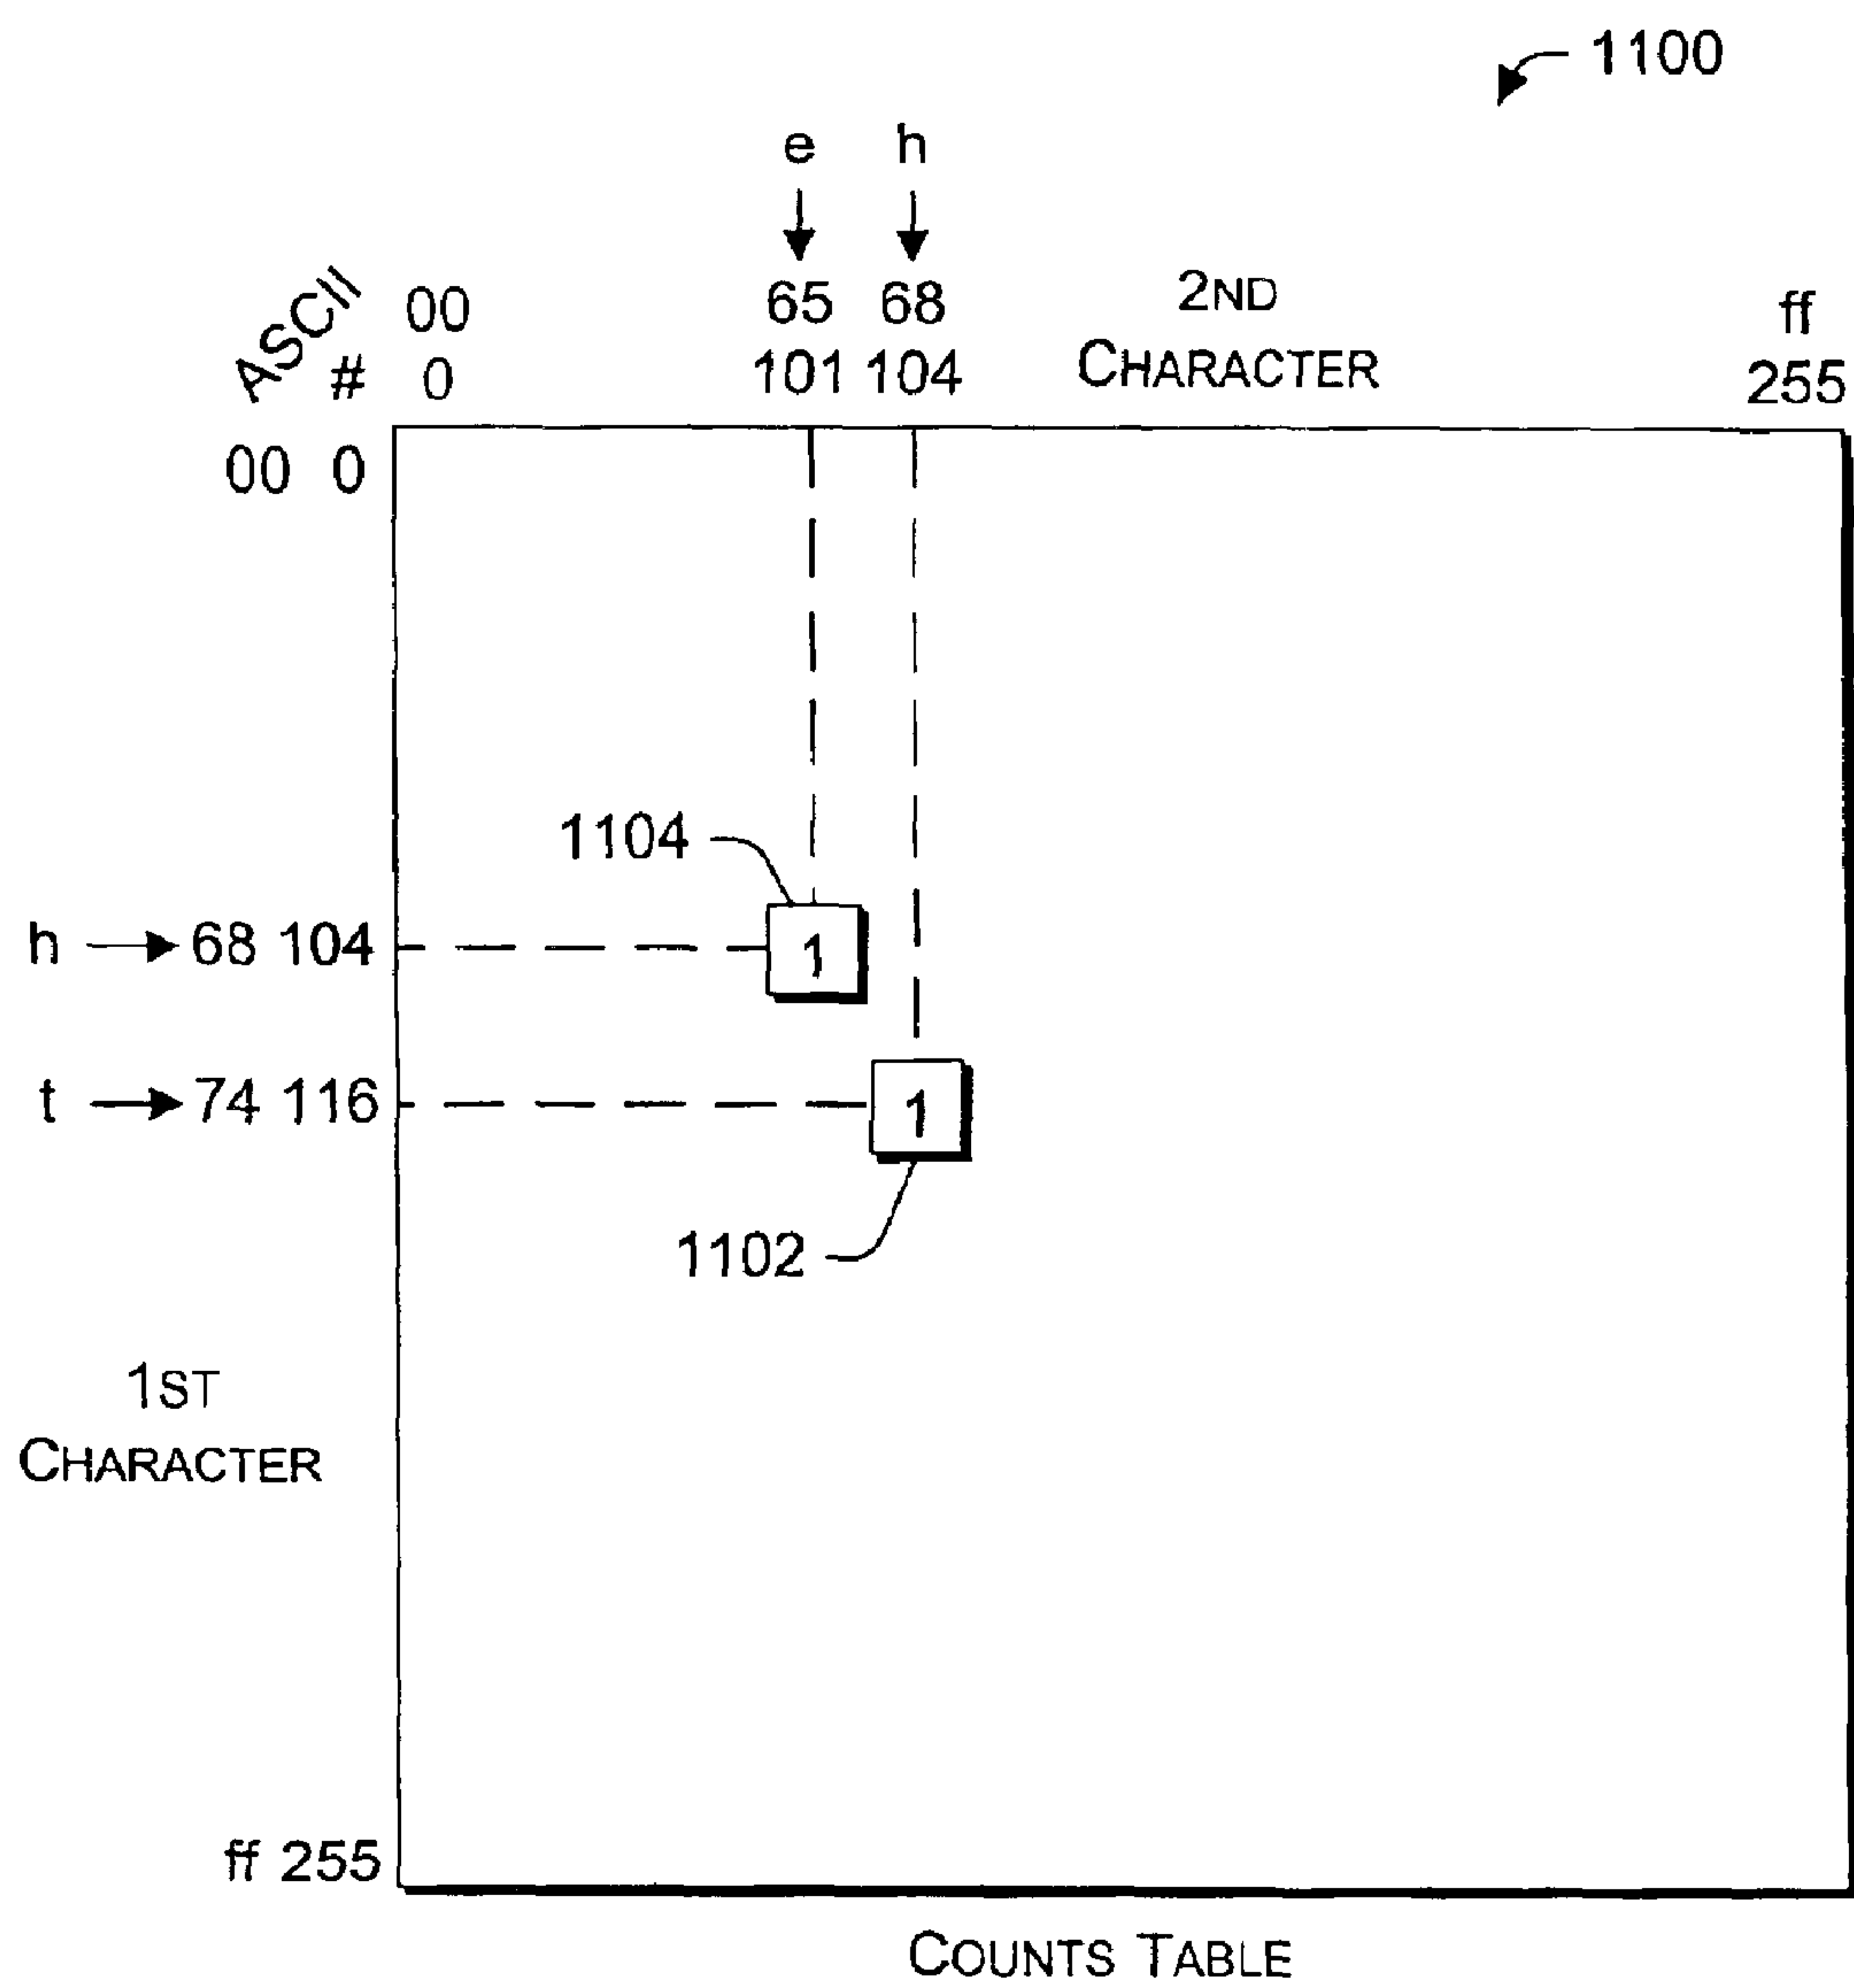 1100
e h
ASCII 00 65 68 2ND ff
# 0 101 104 CHARACTER 255
00 0
1104
h 68 104 1
t 74 116 1
1102
1ST
CHARACTER
ff 255
COUNTS TABLE